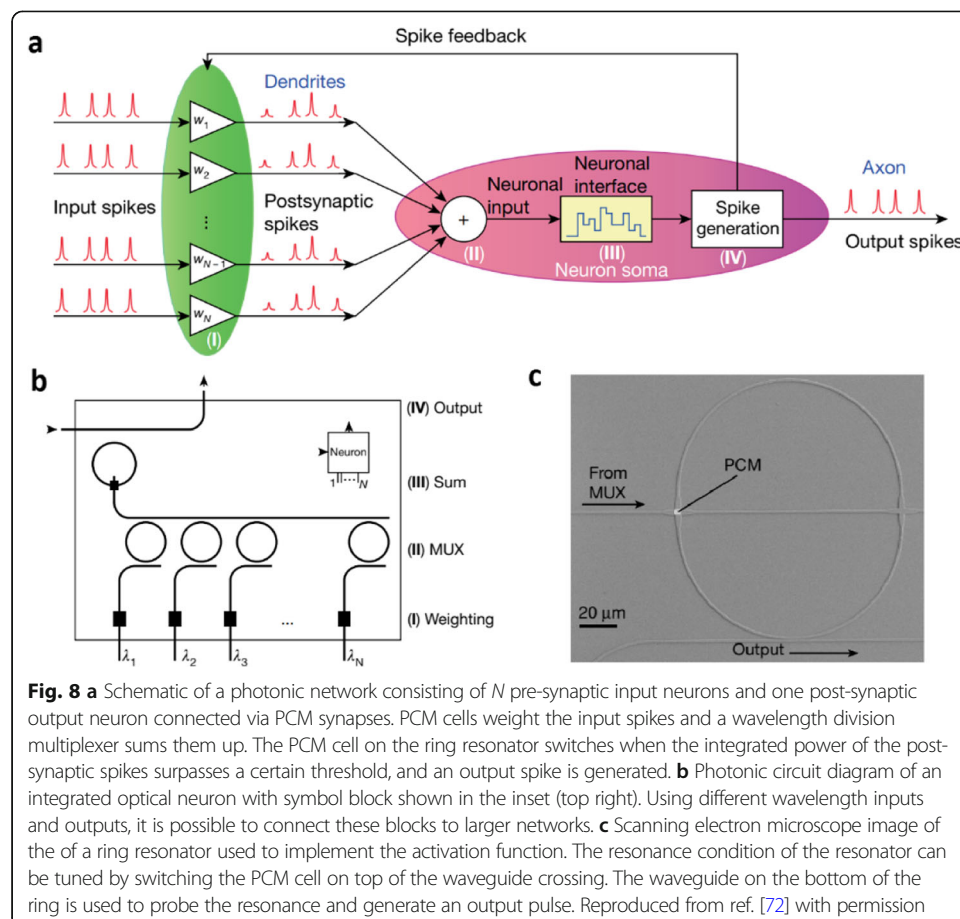 a
Spike feedback
Dendrites
Axon
w1
w2
⋮
wN−1
wN
Input spikes
Postsynaptic
spikes
(I)
+
(II)
Neuronal
input
Neuronal
interface
(III)
Neuron soma
Spike
generation
(IV)
Output spikes
b
(IV) Output
Neuron
1 ... N
(III) Sum
(II) MUX
...
(I) Weighting
λ1
λ2
λ3
λN
c
From
MUX
PCM
20 μm
Output
Fig. 8 a Schematic of a photonic network consisting of N pre-synaptic input neurons and one post-synaptic
output neuron connected via PCM synapses. PCM cells weight the input spikes and a wavelength division
multiplexer sums them up. The PCM cell on the ring resonator switches when the integrated power of the post-
synaptic spikes surpasses a certain threshold, and an output spike is generated. b Photonic circuit diagram of an
integrated optical neuron with symbol block shown in the inset (top right). Using different wavelength inputs
and outputs, it is possible to connect these blocks to larger networks. c Scanning electron microscope image of
the of a ring resonator used to implement the activation function. The resonance condition of the resonator can
be tuned by switching the PCM cell on top of the waveguide crossing. The waveguide on the bottom of the
ring is used to probe the resonance and generate an output pulse. Reproduced from ref. [72] with permission